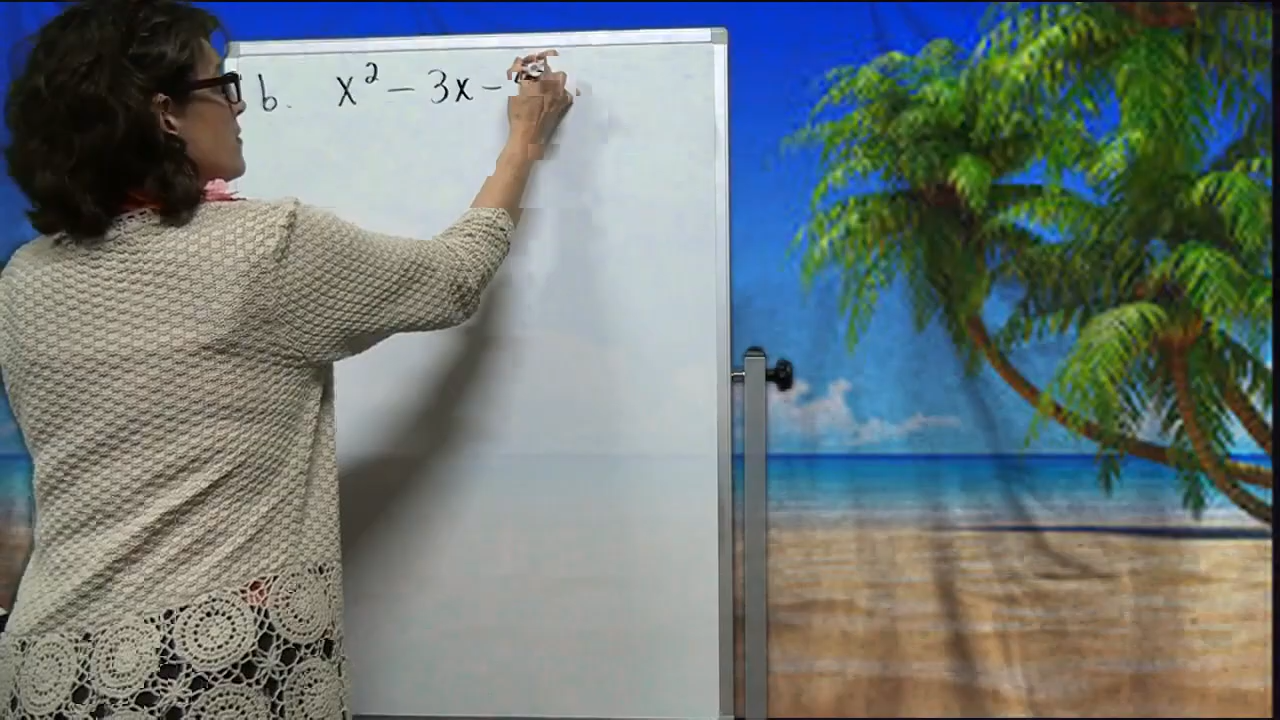 b. x² - 3x -